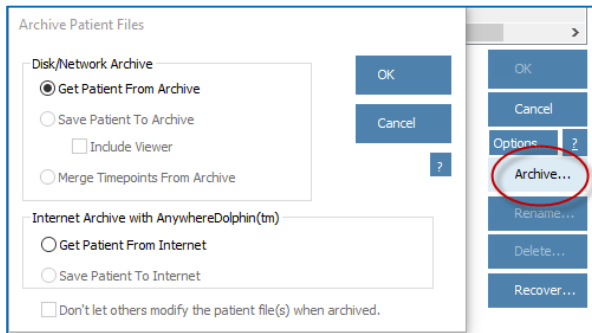 Archive Patient Files
Disk/Network Archive
Get Patient From Archive
Save Patient To Archive
Include Viewer
Merge Timepoints From Archive
OK
Cancel
?
Internet Archive with AnywhereDolphin(tm)
Get Patient From Internet
Save Patient To Internet
Don't let others modify the patient file(s) when archived.
>
OK
Cancel
Options... ?
Archive...
Rename...
Delete...
Recover...